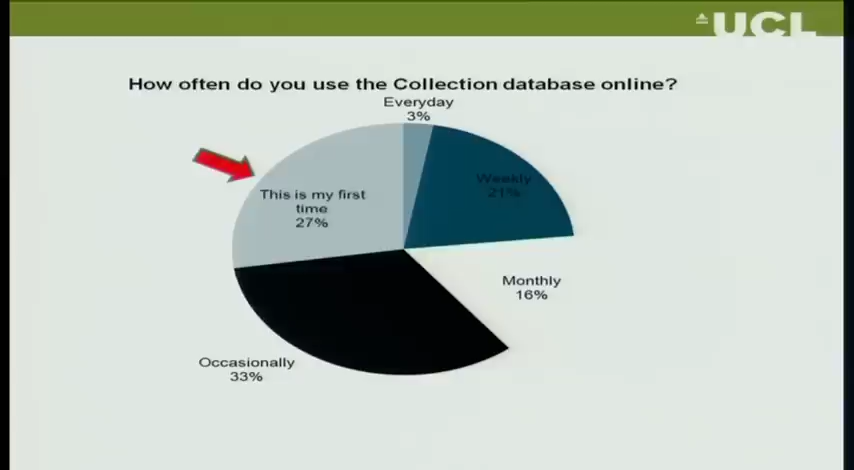 UCL
How often do you use the Collection database online?
Everyday
3%
Weekly
21%
This is my first
time
27%
Monthly
16%
Occasionally
33%